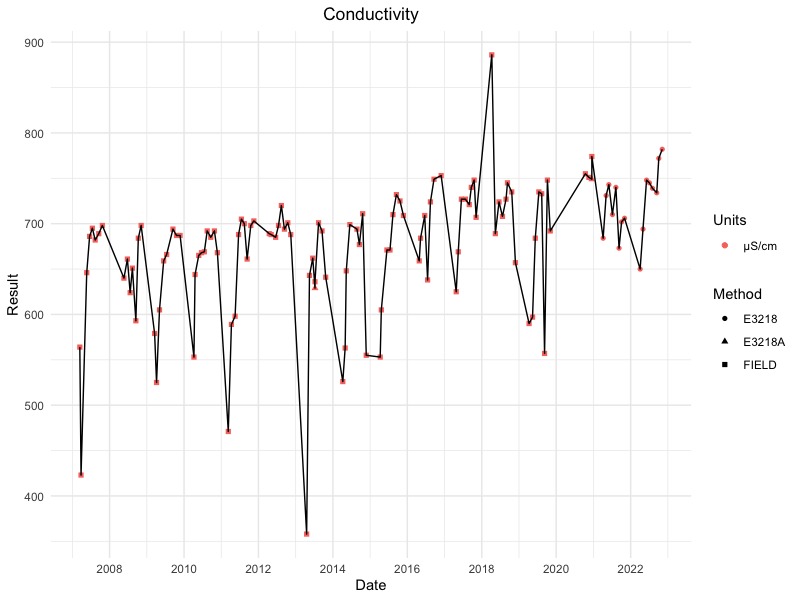 Conductivity
900
800
700
600
500
400
Result
2008 2010 2012 2014 2016 2018 2020 2022
Date
Units
µS/cm
Method
E3218
E3218A
FIELD